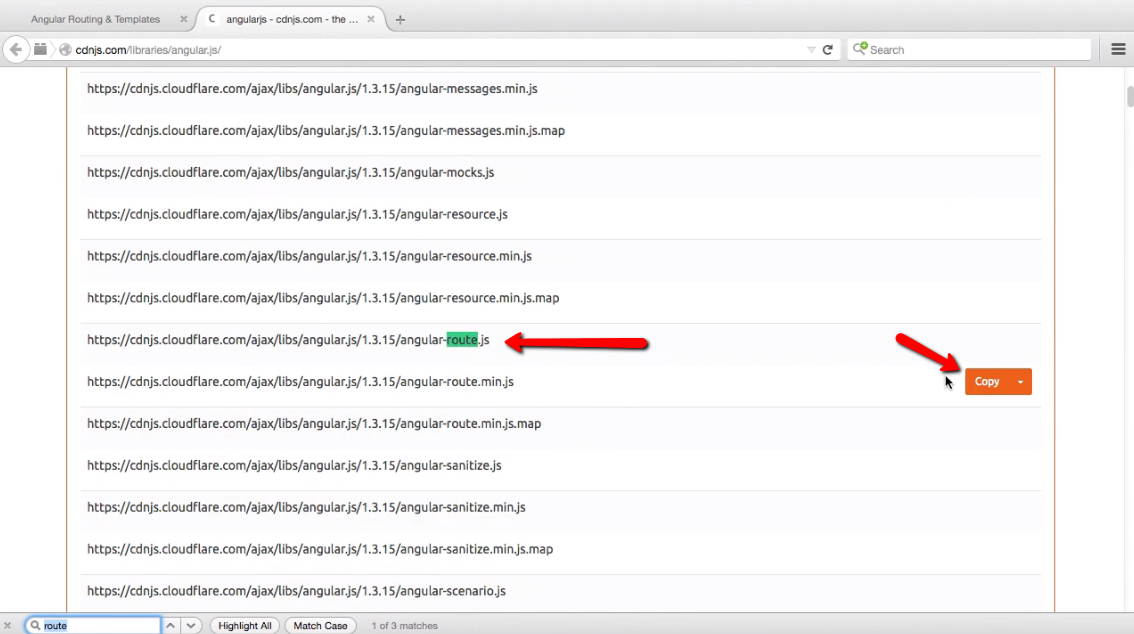 Angular Routing & Templates
angularjs - cdnjs.com - the ...
cdnjs.com/libraries/angular.js/
Search
https://cdnjs.cloudflare.com/ajax/libs/angular.js/1.3.15/angular-messages.min.js
https://cdnjs.cloudflare.com/ajax/libs/angular.js/1.3.15/angular-messages.min.js.map
https://cdnjs.cloudflare.com/ajax/libs/angular.js/1.3.15/angular-mocks.js
https://cdnjs.cloudflare.com/ajax/libs/angular.js/1.3.15/angular-resource.js
https://cdnjs.cloudflare.com/ajax/libs/angular.js/1.3.15/angular-resource.min.js
https://cdnjs.cloudflare.com/ajax/libs/angular.js/1.3.15/angular-resource.min.js.map
https://cdnjs.cloudflare.com/ajax/libs/angular.js/1.3.15/angular-route.js
https://cdnjs.cloudflare.com/ajax/libs/angular.js/1.3.15/angular-route.min.js
Copy
https://cdnjs.cloudflare.com/ajax/libs/angular.js/1.3.15/angular-route.min.js.map
https://cdnjs.cloudflare.com/ajax/libs/angular.js/1.3.15/angular-sanitize.js
https://cdnjs.cloudflare.com/ajax/libs/angular.js/1.3.15/angular-sanitize.min.js
https://cdnjs.cloudflare.com/ajax/libs/angular.js/1.3.15/angular-sanitize.min.js.map
https://cdnjs.cloudflare.com/ajax/libs/angular.js/1.3.15/angular-scenario.js
route
Highlight All
Match Case
1 of 3 matches